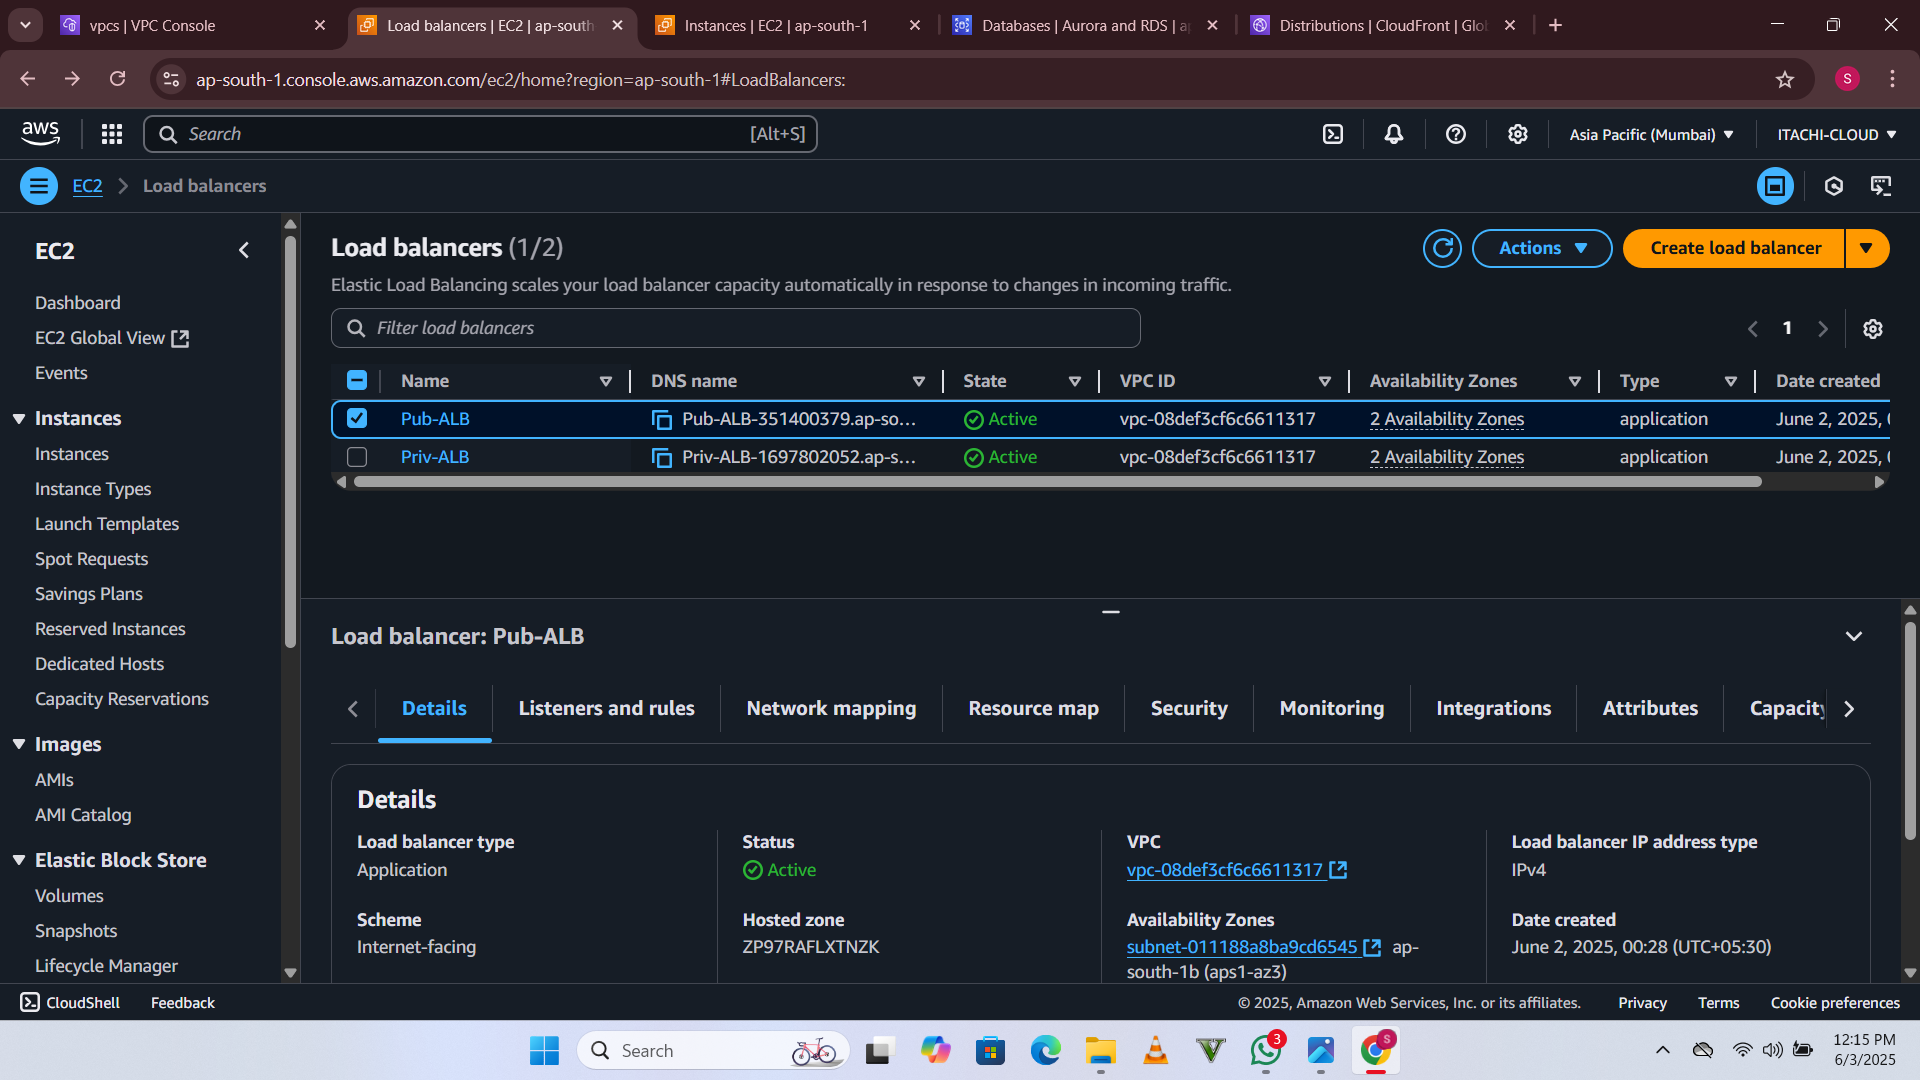 vpcs | VPC Console
Load balancers | EC2 | ap-south
Instances | EC2 | ap-south-1
Databases | Aurora and RDS | a
Distributions | CloudFront | Glo
ap-south-1.console.aws.amazon.com/ec2/home?region=ap-south-1#LoadBalancers:
S
aws
Search
[Alt+S]
Asia Pacific (Mumbai)
ITACHI-CLOUD
EC2
Load balancers
EC2
Dashboard
EC2 Global View
Events
Instances
Instances
Instance Types
Launch Templates
Spot Requests
Savings Plans
Reserved Instances
Dedicated Hosts
Capacity Reservations
Images
AMIs
AMI Catalog
Elastic Block Store
Volumes
Snapshots
Lifecycle Manager
Load balancers (1/2)
Actions
Create load balancer
Elastic Load Balancing scales your load balancer capacity automatically in response to changes in incoming traffic.
Filter load balancers
1
Name DNS name State VPC ID Availability Zones Type Date created
Pub-ALB Pub-ALB-351400379.ap-so... Active vpc-08def3cf6c6611317 2 Availability Zones application June 2, 2025,
Priv-ALB Priv-ALB-1697802052.ap-s... Active vpc-08def3cf6c6611317 2 Availability Zones application June 2, 2025,
Load balancer: Pub-ALB
Details Listeners and rules Network mapping Resource map Security Monitoring Integrations Attributes Capacity
Details
Load balancer type
Application
Status
Active
VPC
vpc-08def3cf6c6611317
Load balancer IP address type
IPv4
Scheme
Internet-facing
Hosted zone
ZP97RAFLXTNZK
Availability Zones
subnet-011188a8ba9cd6545 ap-
south-1b (aps1-az3)
Date created
June 2, 2025, 00:28 (UTC+05:30)
CloudShell
Feedback
© 2025, Amazon Web Services, Inc. or its affiliates.
Privacy
Terms
Cookie preferences
Search
3
S
12:15 PM
6/3/2025